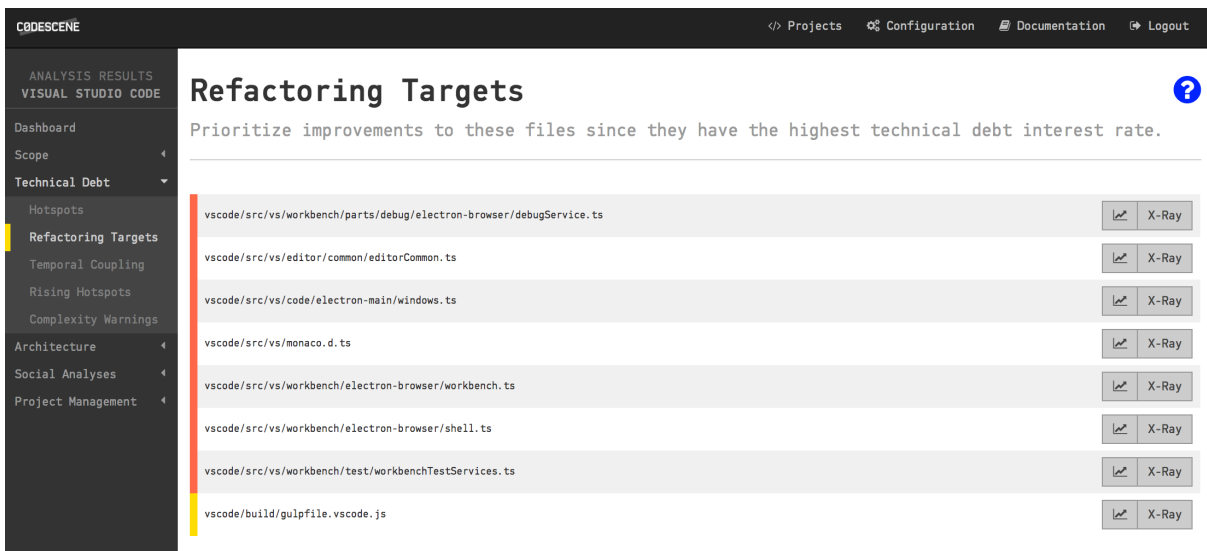 CØDESCENE
</> Projects Configuration Documentation Logout
ANALYSIS RESULTS
VISUAL STUDIO CODE
Dashboard
Scope
Technical Debt
Hotspots
Refactoring Targets
Temporal Coupling
Rising Hotspots
Complexity Warnings
Architecture
Social Analyses
Project Management
Refactoring Targets
?
Prioritize improvements to these files since they have the highest technical debt interest rate.
vscode/src/vs/workbench/parts/debug/electron-browser/debugService.ts X-Ray
vscode/src/vs/editor/common/editorCommon.ts X-Ray
vscode/src/vs/code/electron-main/windows.ts X-Ray
vscode/src/vs/monaco.d.ts X-Ray
vscode/src/vs/workbench/electron-browser/workbench.ts X-Ray
vscode/src/vs/workbench/electron-browser/shell.ts X-Ray
vscode/src/vs/workbench/test/workbenchTestServices.ts X-Ray
vscode/build/gulpfile.vscode.js X-Ray